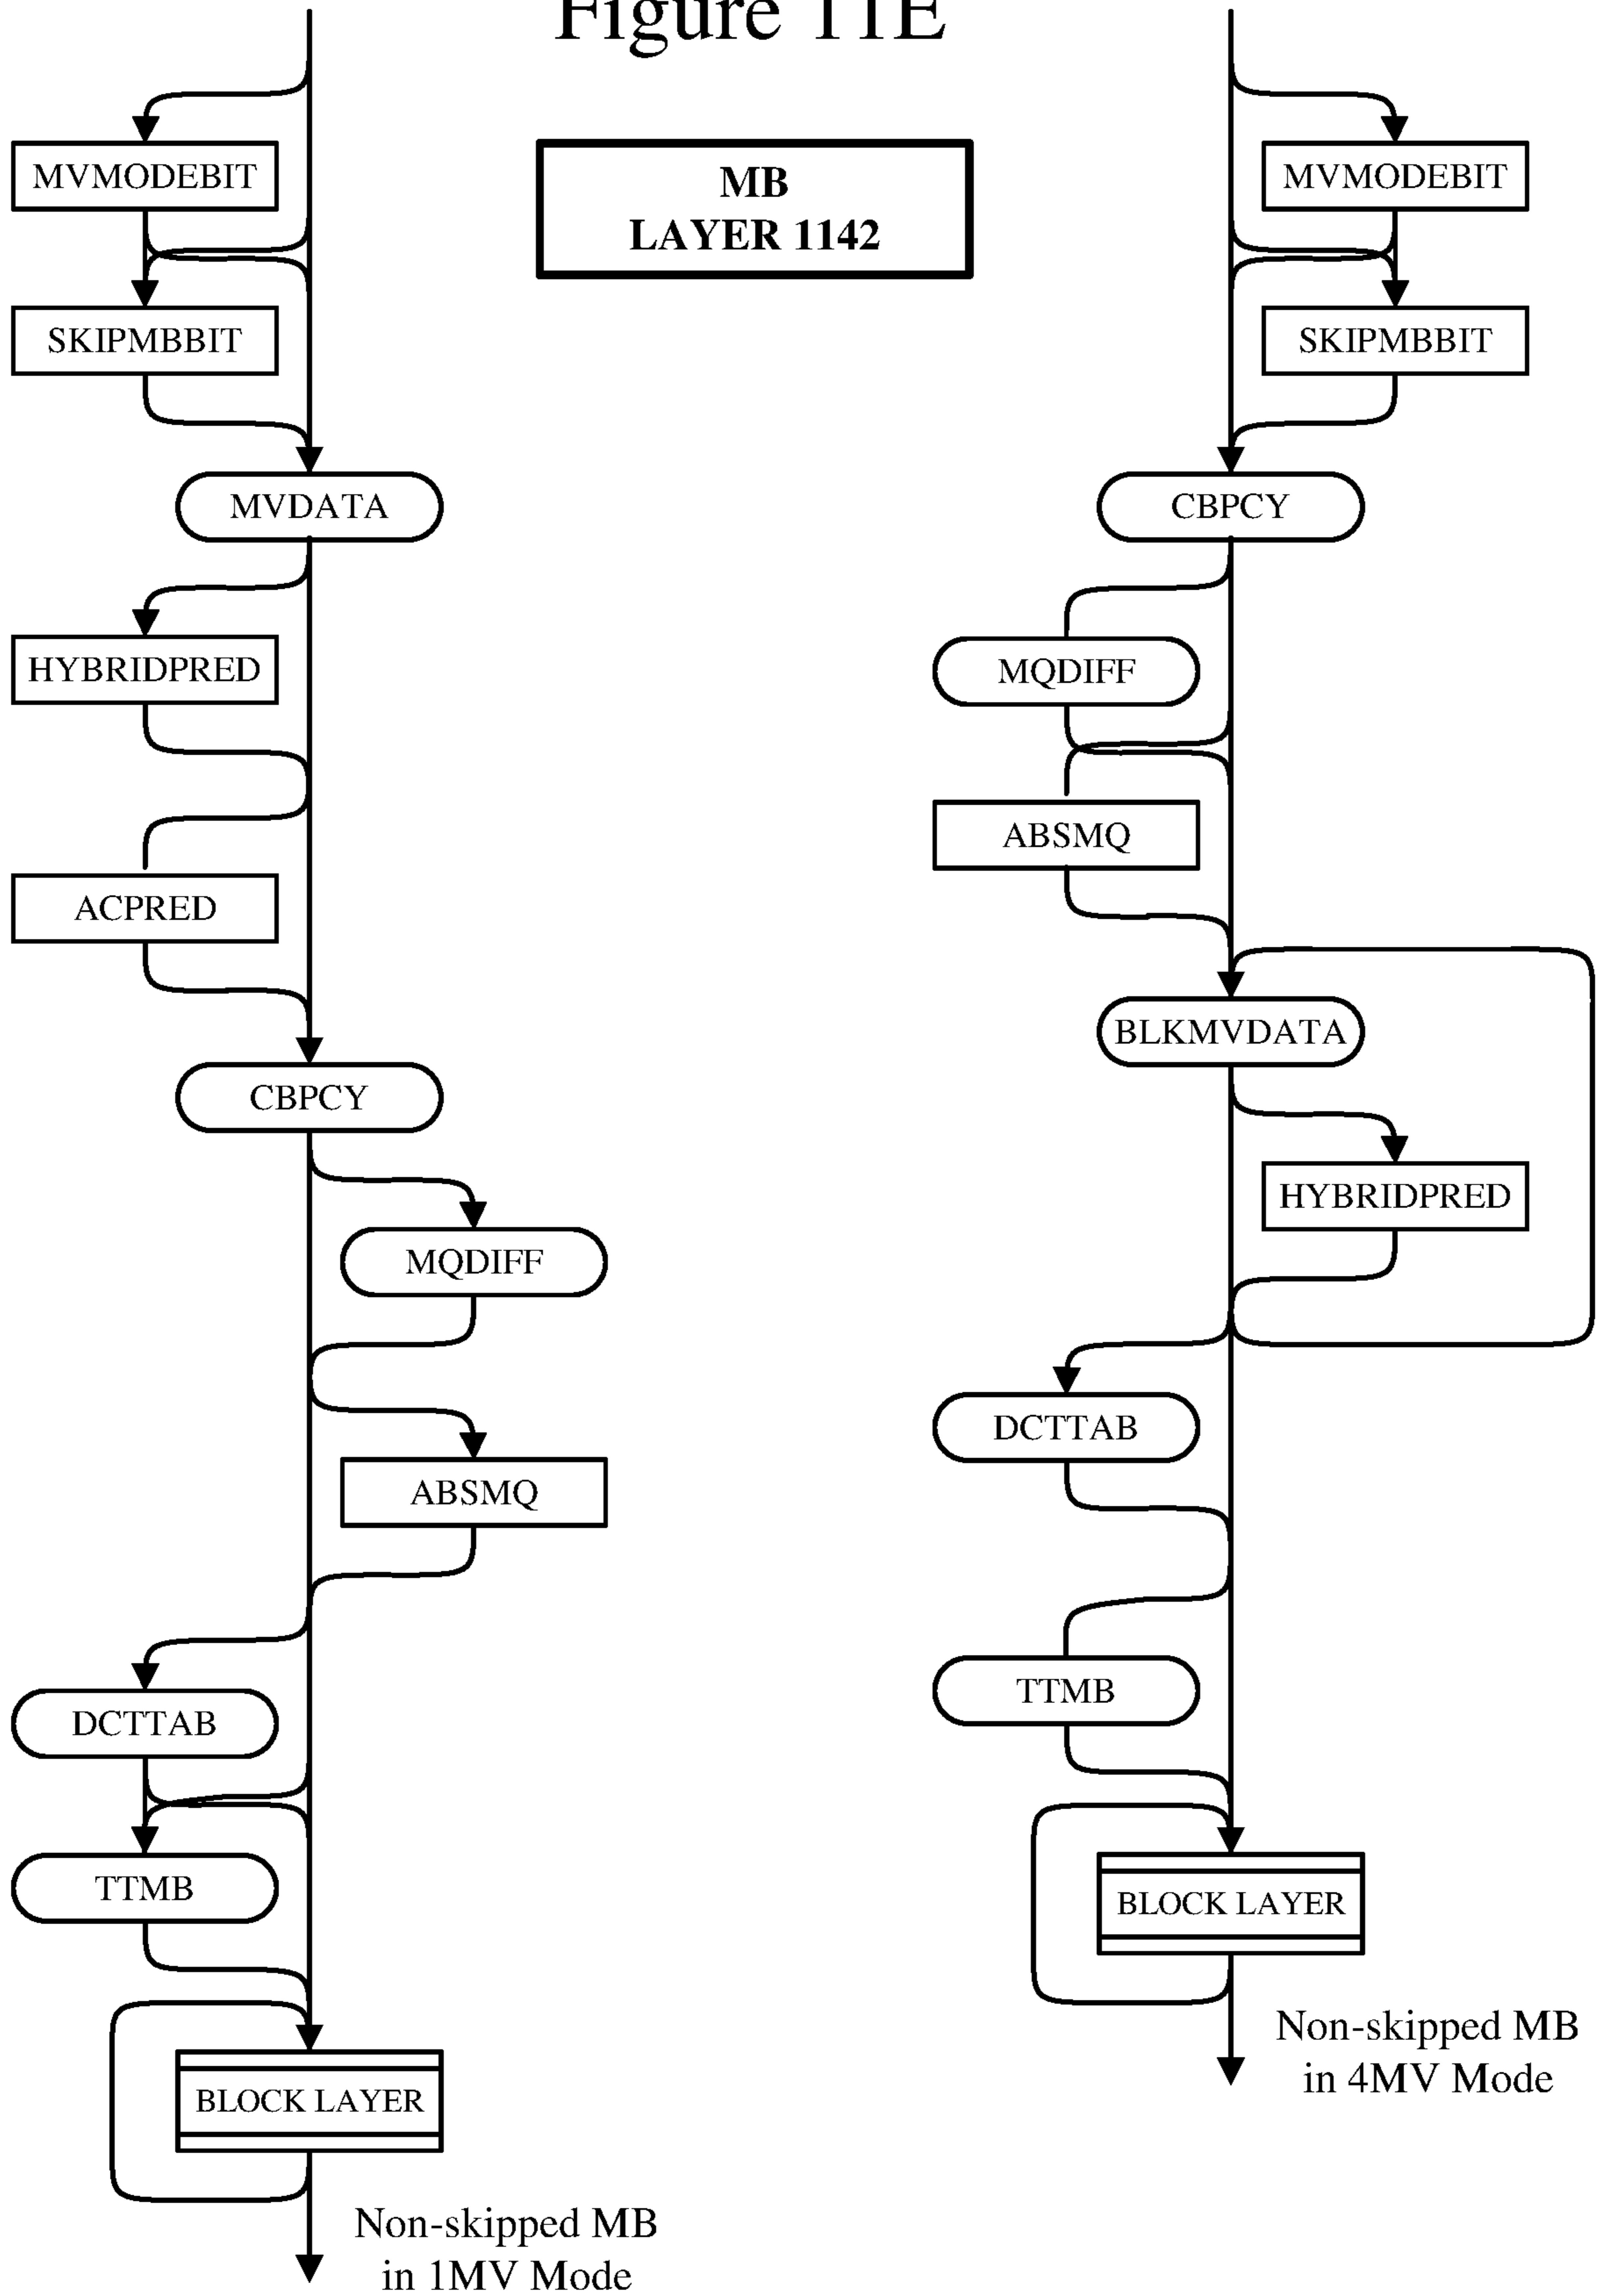 Figure 11E
MB
LAYER 1142
MVMODEBIT
SKIPMBBIT
MVDATA
HYBRIDPRED
ACPRED
CBPCY
MQDIFF
ABSMQ
DCTTAB
TTMB
BLOCK LAYER
Non-skipped MB
in 1MV Mode
MVMODEBIT
SKIPMBBIT
CBPCY
MQDIFF
ABSMQ
BLKMVDATA
HYBRIDPRED
DCTTAB
TTMB
BLOCK LAYER
Non-skipped MB
in 4MV Mode